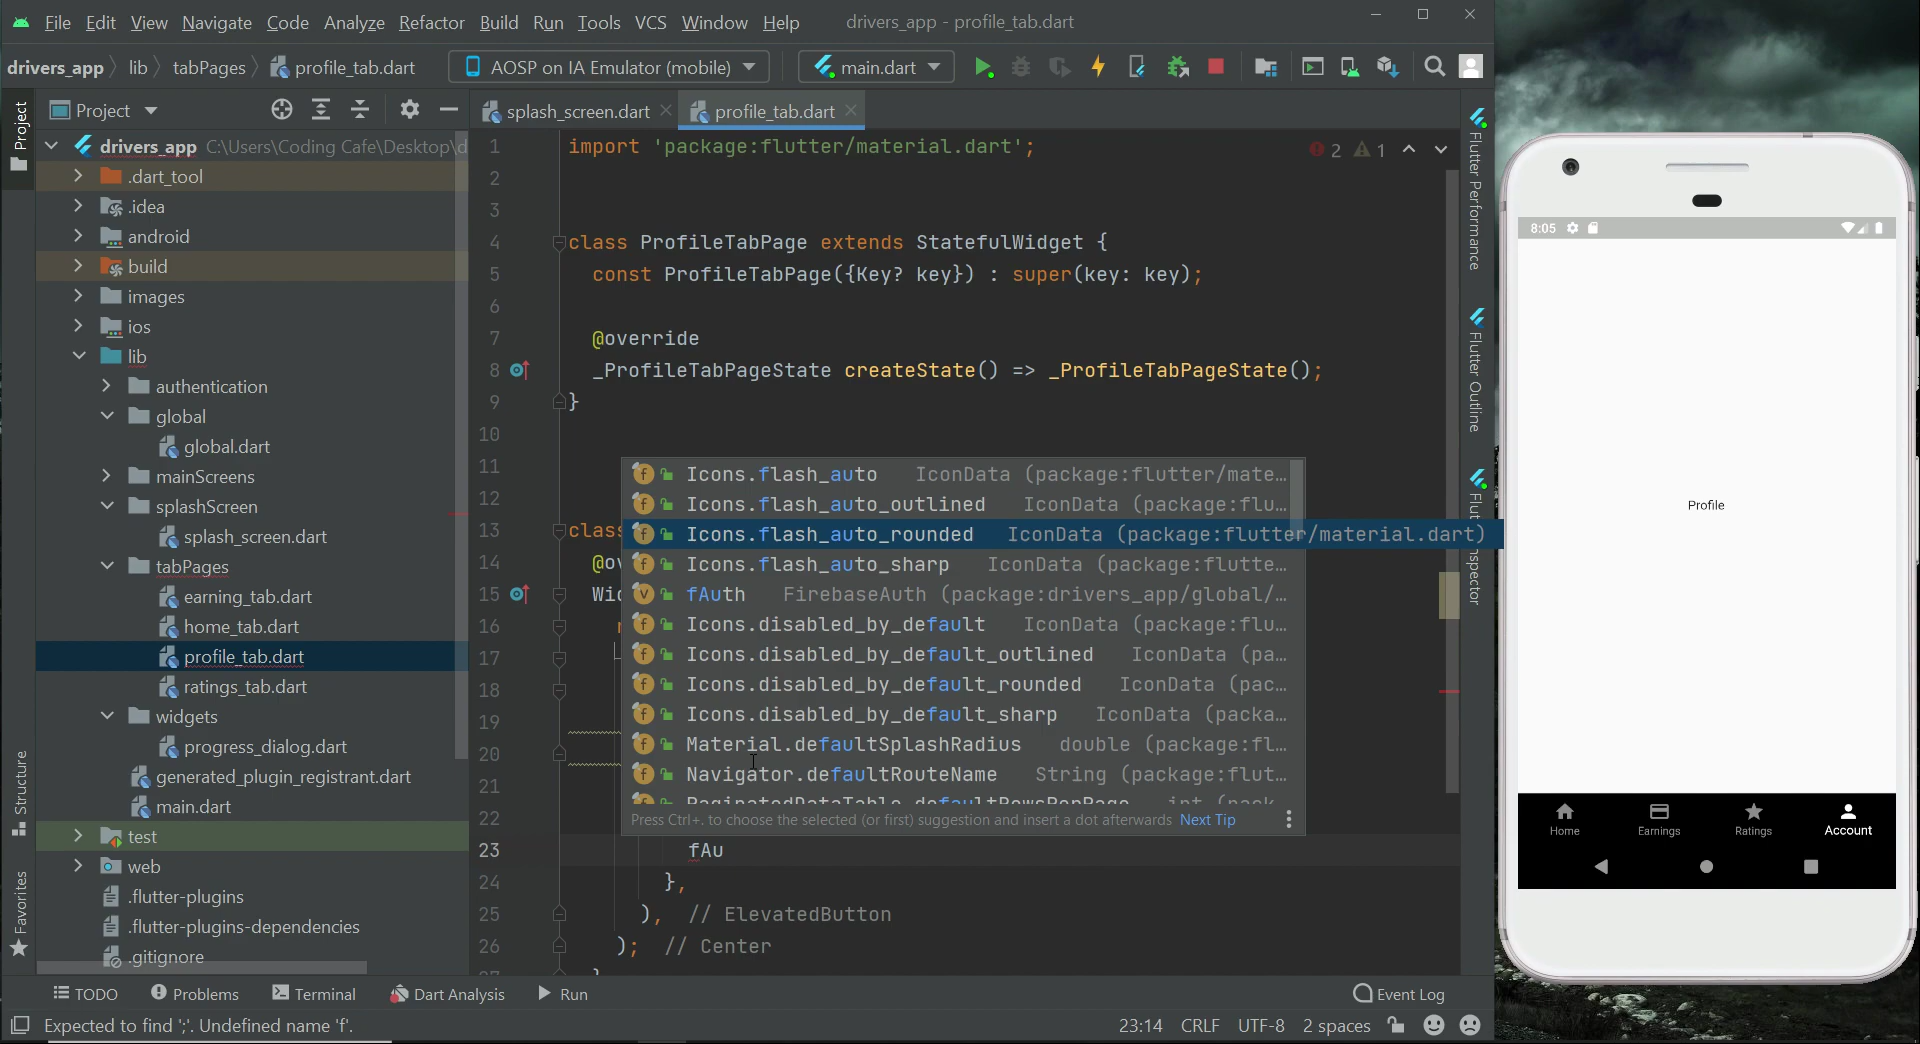 File Edit View Navigate Code Analyze Refactor Build Run Tools VCS Window Help drivers_app - profile_tab.dart
drivers_app lib tabPages profile_tab.dart AOSP on IA Emulator (mobile) main.dart
Project
splash_screen.dart profile_tab.dart
Project
drivers_app C:\Users\Coding Cafe\Desktop\d
.dart_tool
.idea
android
build
images
ios
lib
authentication
global
global.dart
mainScreens
splashScreen
splash_screen.dart
tabPages
earning_tab.dart
home_tab.dart
profile_tab.dart
ratings_tab.dart
widgets
progress_dialog.dart
generated_plugin_registrant.dart
main.dart
test
web
.flutter-plugins
.flutter-plugins-dependencies
.gitignore
Structure
Favorites
2 1
1 import 'package:flutter/material.dart';
2
3
4 class ProfileTabPage extends StatefulWidget {
5 const ProfileTabPage({Key? key}) : super(key: key);
6
7 @override
8 _ProfileTabPageState createState() => _ProfileTabPageState();
9 }
10
11
12
13 clas
14 @ov
15 Wid
16
17
18
19
20
21
22
23 fAu
24 },
25 ), // ElevatedButton
26 ); // Center
Icons.flash_auto IconData (package:flutter/mate…
Icons.flash_auto_outlined IconData (package:flu…
Icons.flash_auto_rounded IconData (package:flutter/material.dart)
Icons.flash_auto_sharp IconData (package:flutte…
fAuth FirebaseAuth (package:drivers_app/global/…
Icons.disabled_by_default IconData (package:flu…
Icons.disabled_by_default_outlined IconData (pa…
Icons.disabled_by_default_rounded IconData (pac…
Icons.disabled_by_default_sharp IconData (packa…
Material.defaultSplashRadius double (package:fl…
Navigator.defaultRouteName String (package:flut…
PaginatedDataTable.defaultRowsPerPage int (pack…
Press Ctrl+. to choose the selected (or first) suggestion and insert a dot afterwards Next Tip
Flutter Performance
Flutter Outline
Flut nspector
8:05
Profile
Home Earnings Ratings Account
TODO Problems Terminal Dart Analysis Run Event Log
Expected to find ';'. Undefined name 'f'. 23:14 CRLF UTF-8 2 spaces